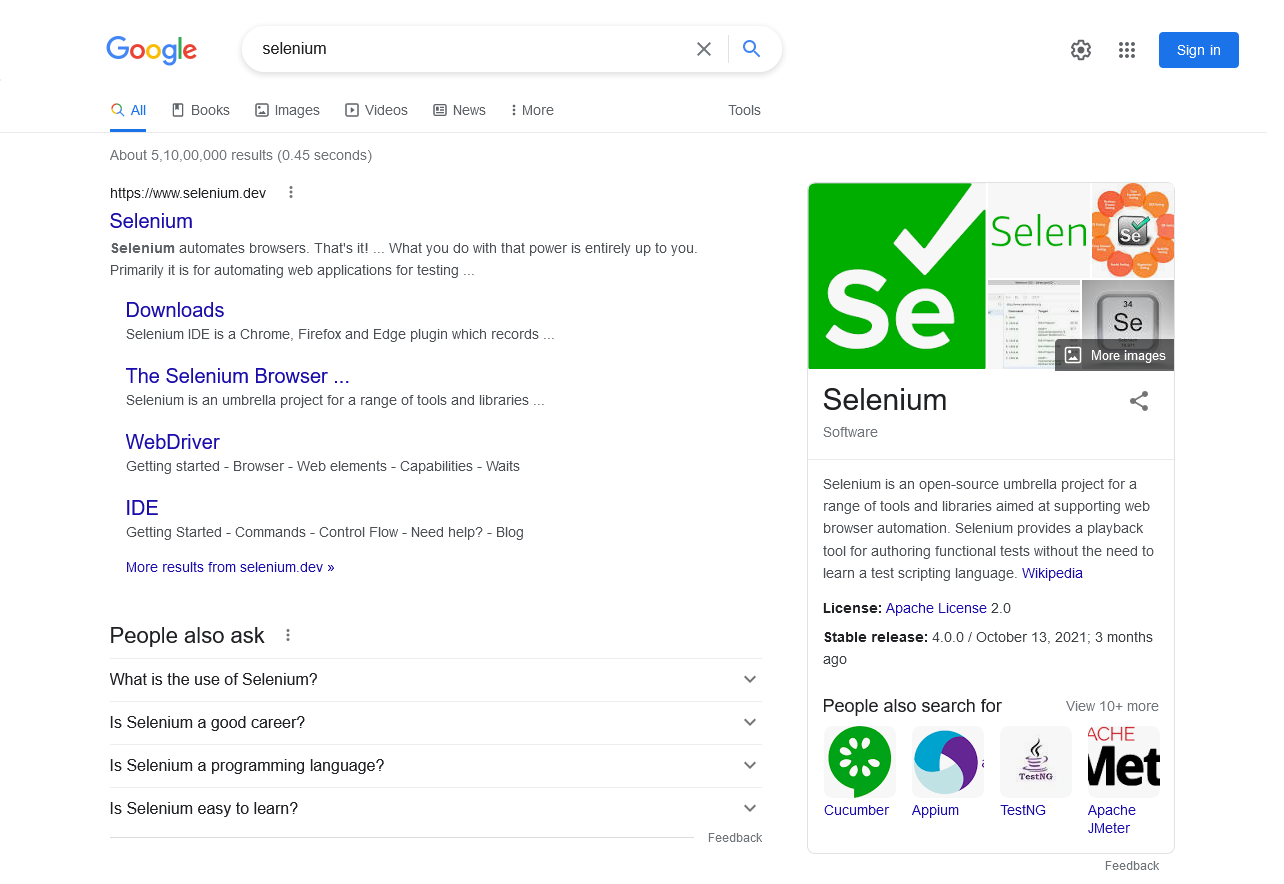 Google
selenium
Sign in
All
Books
Images
Videos
News
More
Tools
About 5,10,00,000 results (0.45 seconds)
https://www.selenium.dev
Selenium
Selenium automates browsers. That's it! ... What you do with that power is entirely up to you.
Primarily it is for automating web applications for testing ...
Downloads
Selenium IDE is a Chrome, Firefox and Edge plugin which records ...
The Selenium Browser ...
Selenium is an umbrella project for a range of tools and libraries ...
WebDriver
Getting started - Browser - Web elements - Capabilities - Waits
IDE
Getting Started - Commands - Control Flow - Need help? - Blog
More results from selenium.dev »
People also ask
What is the use of Selenium?
Is Selenium a good career?
Is Selenium a programming language?
Is Selenium easy to learn?
Feedback
Se
Selen
Se
34
Se
More images
Selenium
Software
Selenium is an open-source umbrella project for a
range of tools and libraries aimed at supporting web
browser automation. Selenium provides a playback
tool for authoring functional tests without the need to
learn a test scripting language. Wikipedia
License: Apache License 2.0
Stable release: 4.0.0 / October 13, 2021; 3 months
ago
People also search for
View 10+ more
TestNG
ACHE
Met
Cucumber
Appium
TestNG
Apache
JMeter
Feedback